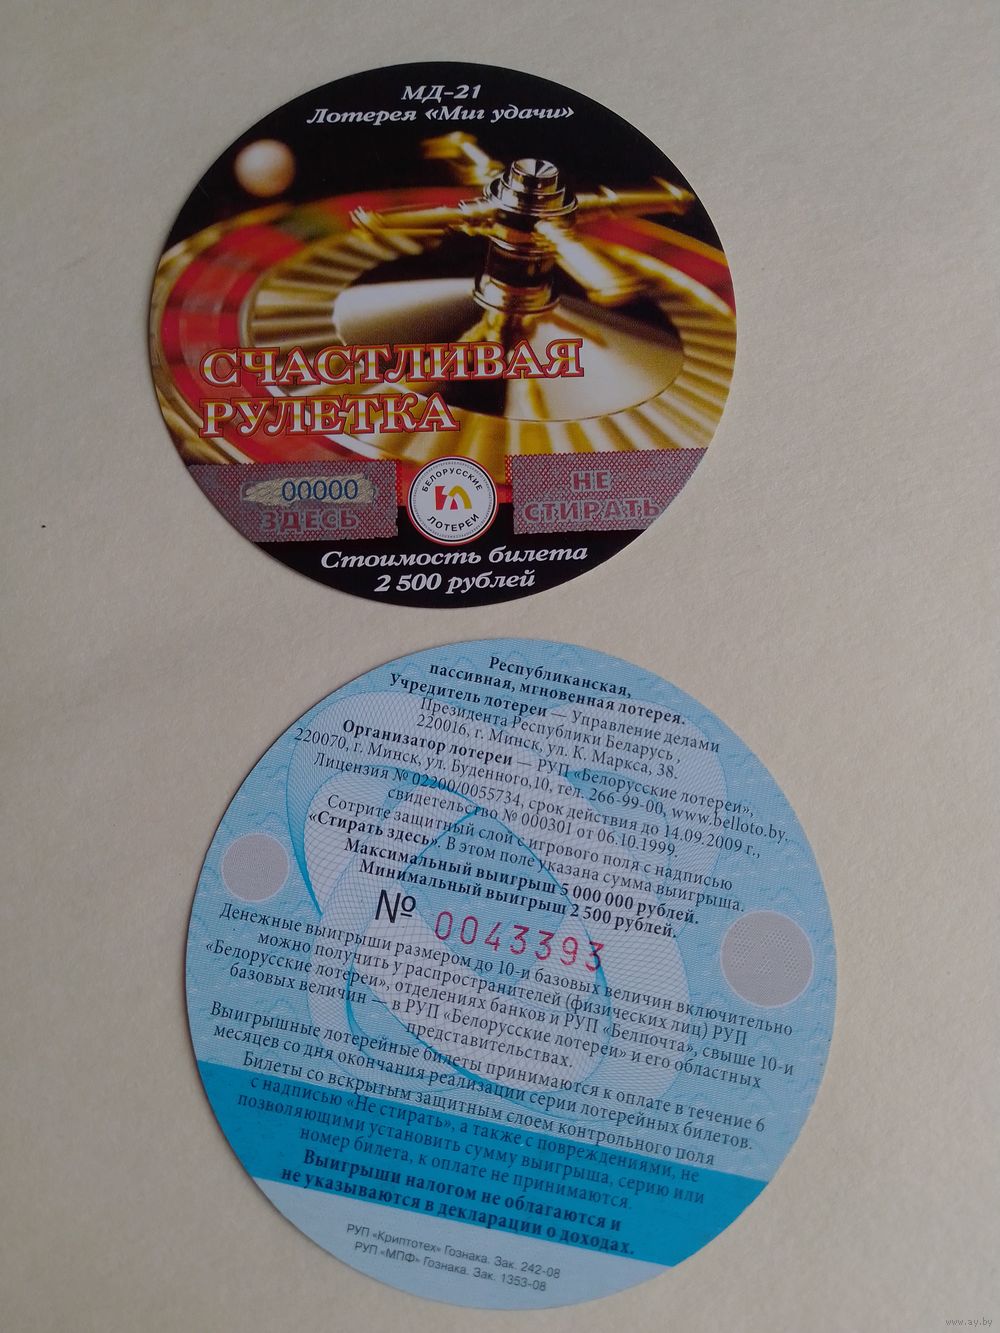 МД-21
Лотерея «Миг удачи»
СЧАСТЛИВАЯ
РУЛЕТКА
00000
ЗДЕСЬ
БЕЛОРУССКИЕ
ЛОТЕРЕИ
НЕ
СТИРАТЬ
Стоимость билета
2 500 рублей
Республиканская,
пассивная, мгновенная лотерея.
Учредитель лотереи — Управление делами
Президента Республики Беларусь,
220016, г. Минск, ул. К. Маркса, 38.
Организатор лотереи — РУП «Белорусские лотереи»,
220070, г. Минск, ул. Буденного,10, тел. 266-99-00, www.belloto.by.
Лицензия № 02200/0055734, срок действия до 14.09.2009 г.,
свидетельство № 000301 от 06.10.1999.
Сотрите защитный слой с игрового поля с надписью
«Стирать здесь». В этом поле указана сумма выигрыша.
Максимальный выигрыш 5 000 000 рублей.
Минимальный выигрыш 2 500 рублей.
№ 0043393
Денежные выигрыши размером до 10-и базовых величин включительно
можно получить у распространителей (физических лиц) РУП
«Белорусские лотереи», отделениях банков и РУП «Белпочта», свыше 10-и
базовых величин — в РУП «Белорусские лотереи» и его областных
представительствах.
Выигрышные лотерейные билеты принимаются к оплате в течение 6
месяцев со дня окончания реализации серии лотерейных билетов.
Билеты со вскрытым защитным слоем контрольного поля
с надписью «Не стирать», а также с повреждениями, не
позволяющими установить сумму выигрыша, серию или
номер билета, к оплате не принимаются.
Выигрыши налогом не облагаются и
не указываются в декларации о доходах.
РУП «Криптотех» Гознака. Зак. 242-08
РУП «МПФ» Гознака. Зак. 1353-08
www.ay.by